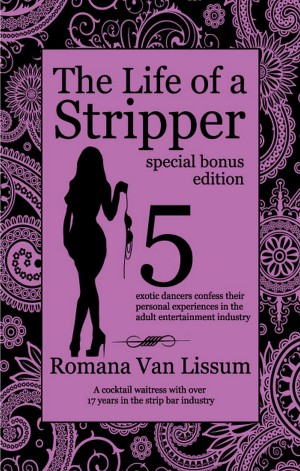 The Life of a
Stripper
special bonus
edition
5
exotic dancers confess their
personal experiences in the
adult entertainment industry
Romana Van Lissum
A cocktail waitress with over
17 years in the strip bar industry